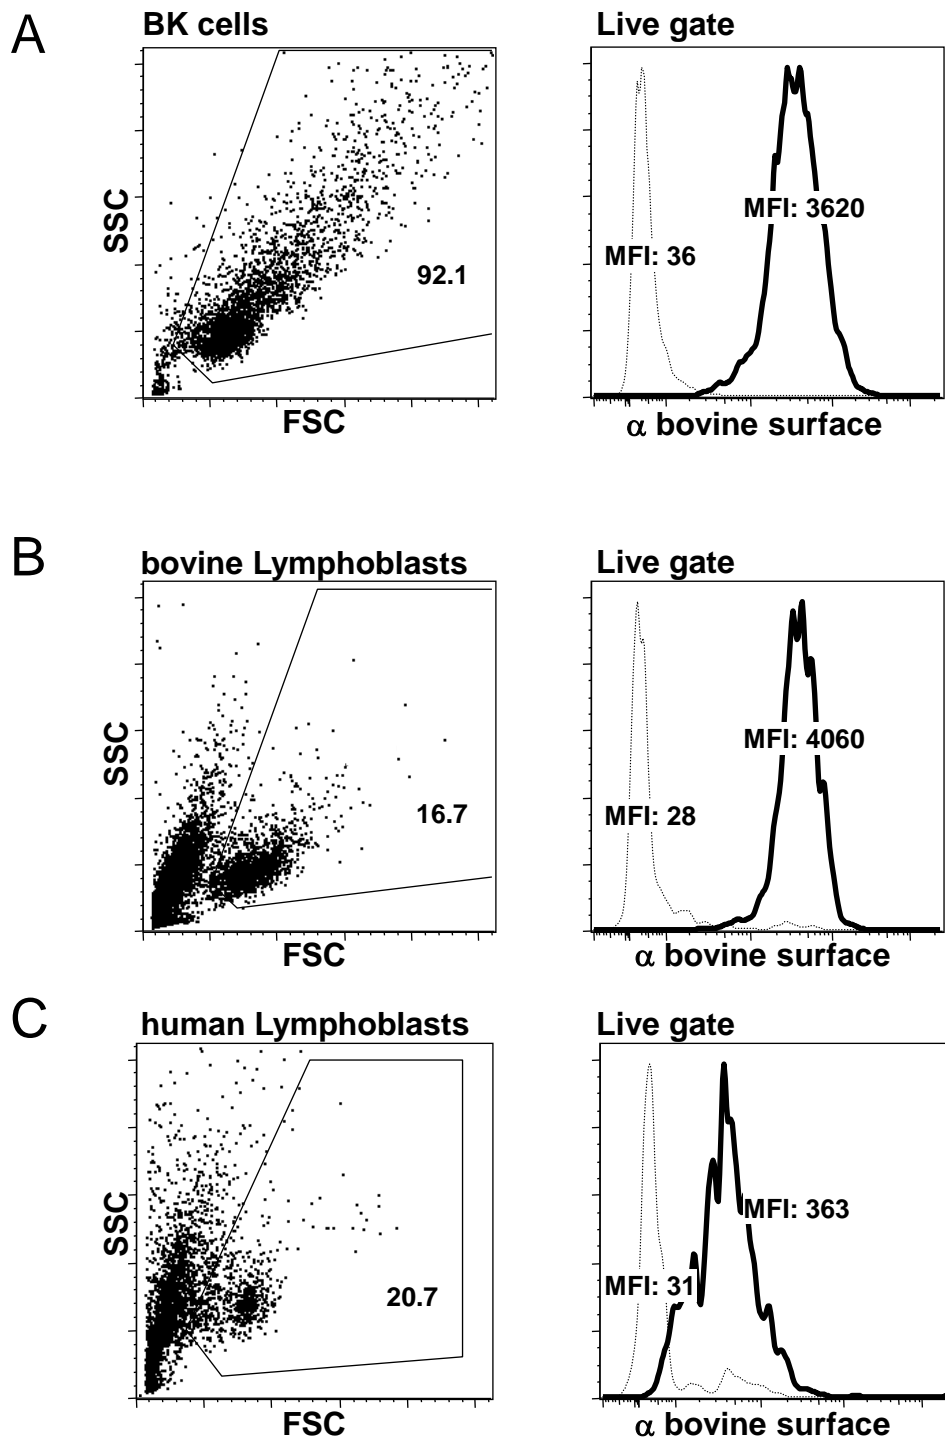 A
BK cells
Live gate
SSC
92.1
FSC
MFI: 36
MFI: 3620
α bovine surface
B
bovine Lymphoblasts
Live gate
SSC
16.7
FSC
MFI: 28
MFI: 4060
α bovine surface
C
human Lymphoblasts
Live gate
SSC
20.7
FSC
MFI: 31
MFI: 363
α bovine surface